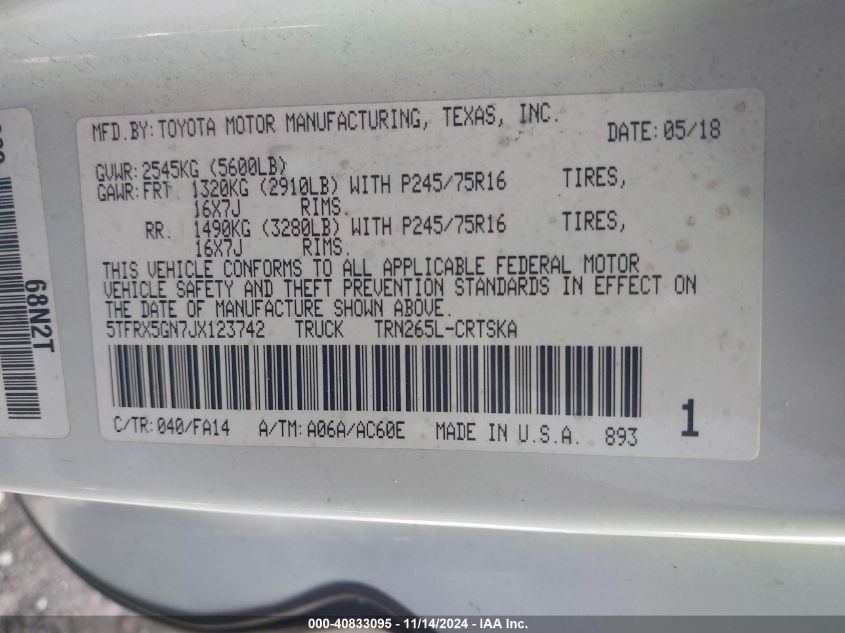 MFD.BY:TOYOTA MOTOR MANUFACTURING, TEXAS, INC.
DATE:05/18
GVWR:2545KG (5600LB)
GAWR:FRT 1320KG (2910LB) WITH P245/75R16 TIRES,
16X7J RIMS.
RR. 1490KG (3280LB) WITH P245/75R16 TIRES,
16X7J RIMS.
THIS VEHICLE CONFORMS TO ALL APPLICABLE FEDERAL MOTOR
VEHICLE SAFETY AND THEFT PREVENTION STANDARDS IN EFFECT ON
THE DATE OF MANUFACTURE SHOWN ABOVE.
5TFRX5GN7JX123742 TRUCK TRN265L-CRTSKA
C/TR:040/FA14 A/TM:A06A/AC60E MADE IN U.S.A. 893
1
68N2T
000-40833095 - 11/14/2024 - IAA Inc.